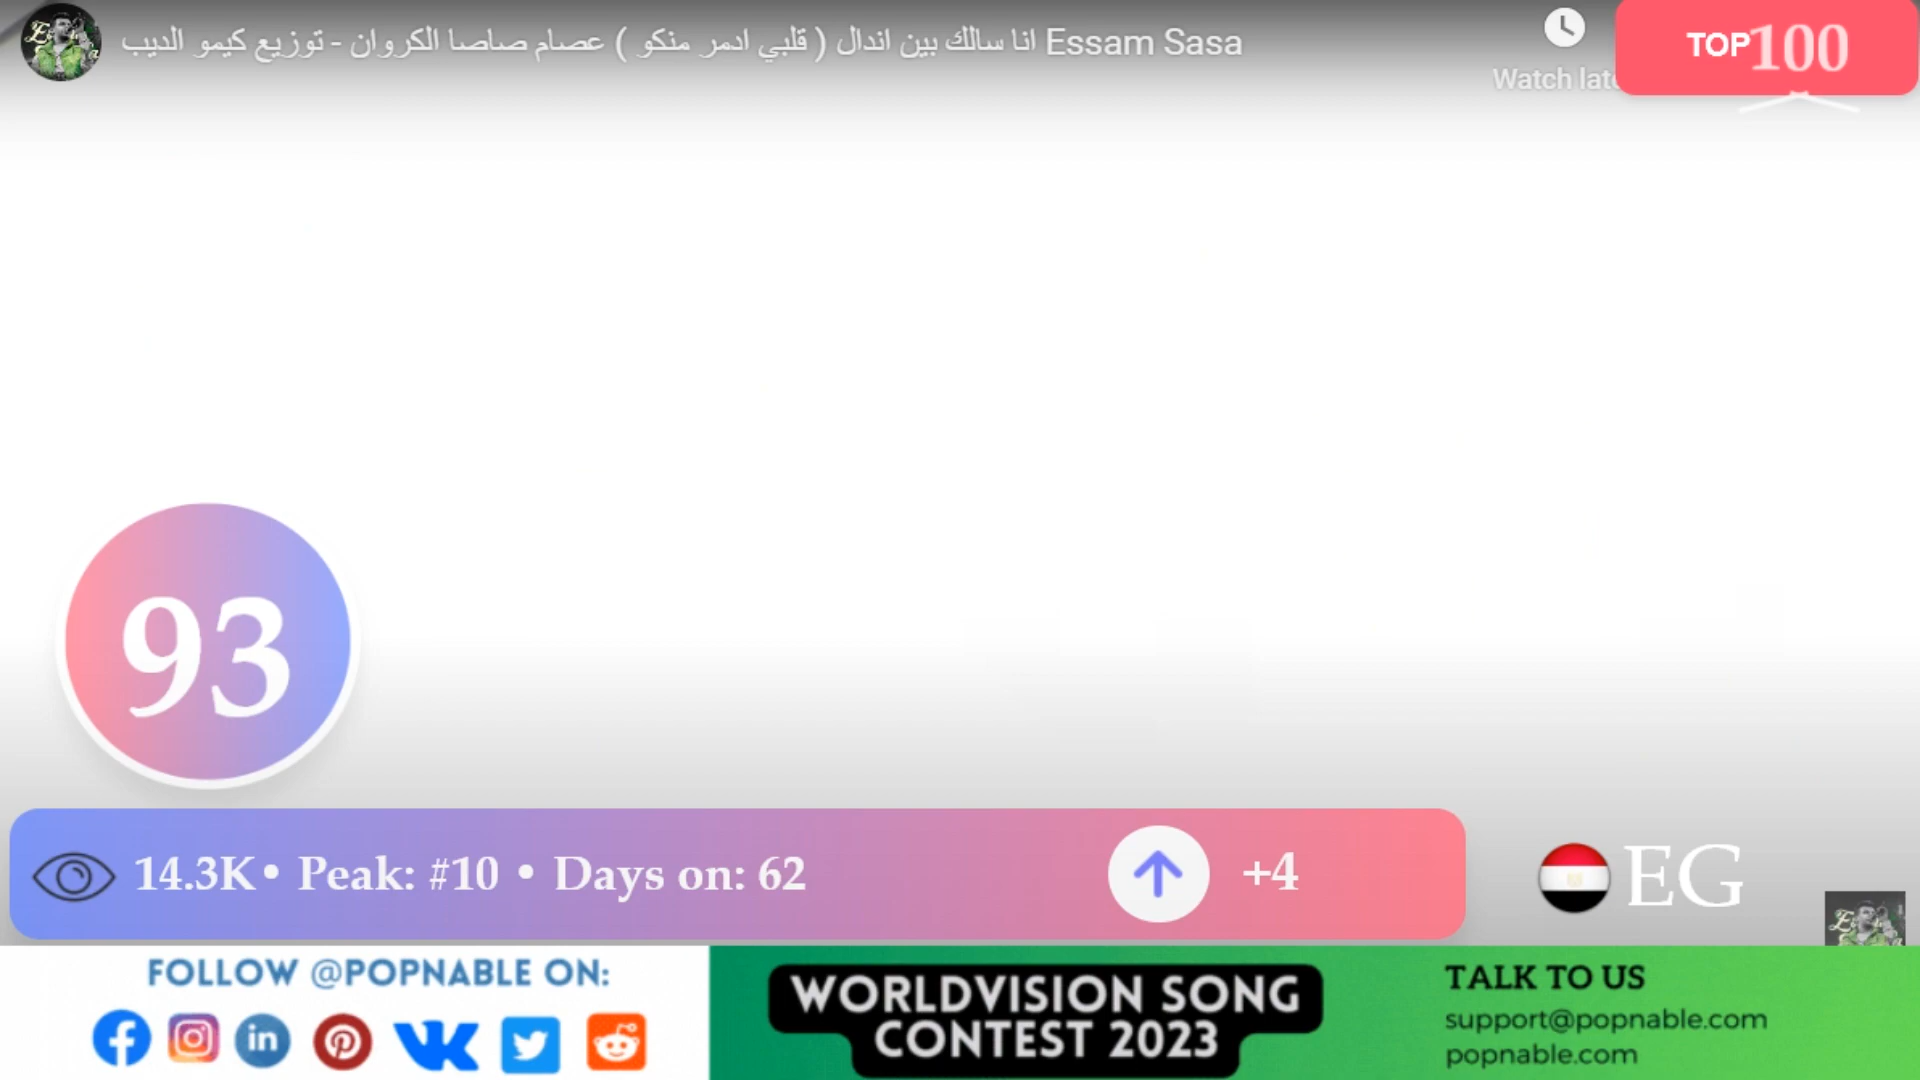 انا سالك بين اندال ( قلبي ادمر منكو ) عصام صاصا الكروان - توزيع كيمو الديب Essam Sasa
Watch late
TOP100
93
14.3K• Peak: #10 • Days on: 62
+4
EG
FOLLOW @POPNABLE ON:
WORLDVISION SONG
CONTEST 2023
TALK TO US
support@popnable.com
popnable.com